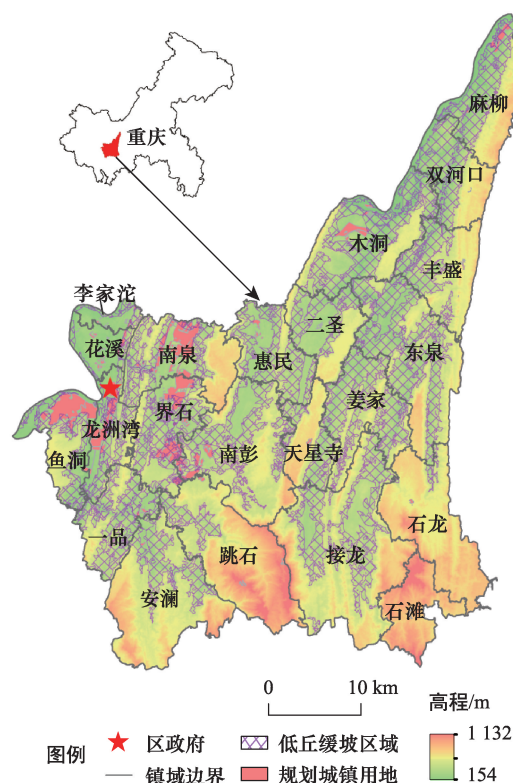 重庆
麻柳
双河口
木洞
丰盛
李家沱
二圣
花溪
南泉
惠民
东泉
姜家
界石
龙洲湾
鱼洞
南彭
天星寺
石龙
一品
跳石
接龙
安澜
石滩
0 10 km
高程/m
1 132
154
图例
区政府
低丘缓坡区域
镇域边界
规划城镇用地